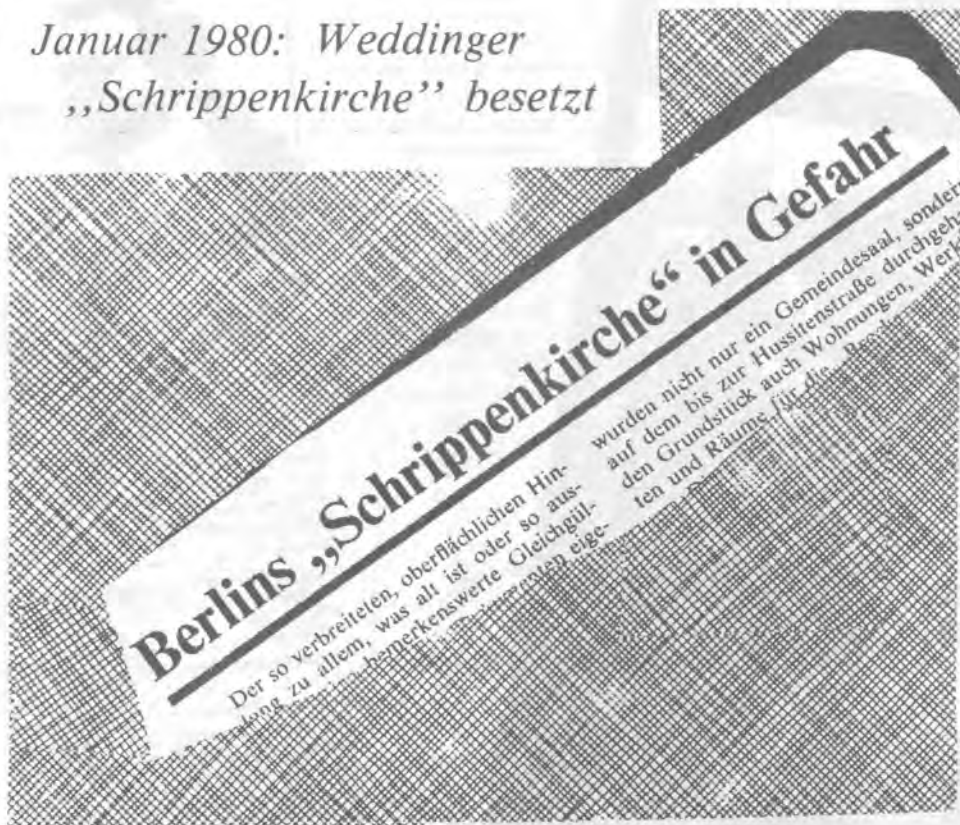 Januar 1980: Weddinger
,,Schrippenkirche’’ besetzt
Berlins „Schrippenkirche“ in Gefahr
Der so verbreiteten, oberflächlichen Hin-
zu allem, was alt ist oder so aus-
bemerkenswerte Gleichgül-
eige-
wurden nicht nur ein Gemeindesaal, sondern
auf dem bis zur Hussitenstraße durchgehen
den Grundstück auch Wohnungen, Werk
ten und Räume für die